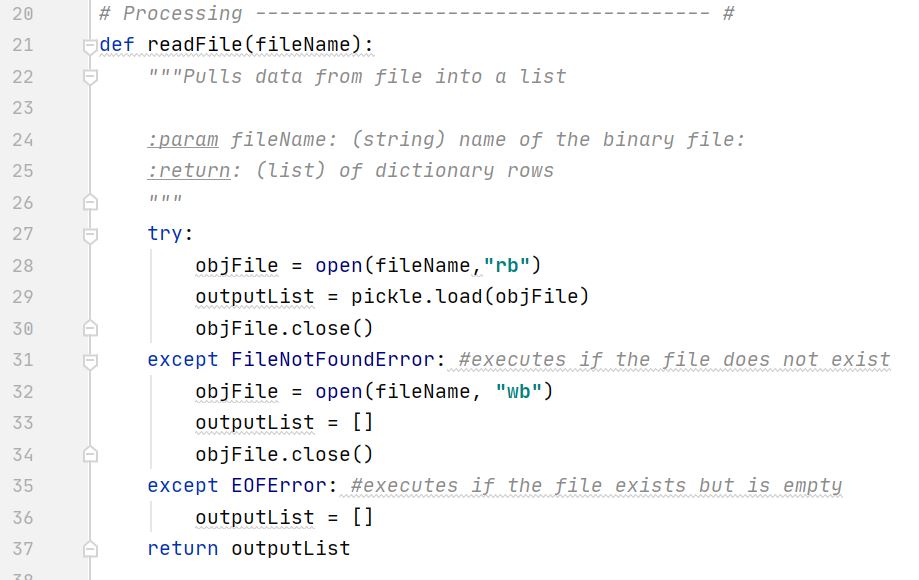 20 # Processing -------------------------------------- #
21 def readFile(fileName):
22     """Pulls data from file into a list
23
24     :param fileName: (string) name of the binary file:
25     :return: (list) of dictionary rows
26     """
27     try:
28         objFile = open(fileName,"rb")
29         outputList = pickle.load(objFile)
30         objFile.close()
31     except FileNotFoundError: #executes if the file does not exist
32         objFile = open(fileName, "wb")
33         outputList = []
34         objFile.close()
35     except EOFError: #executes if the file exists but is empty
36         outputList = []
37     return outputList
38